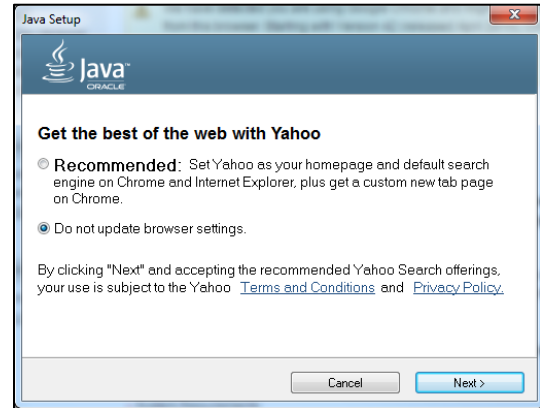 Java Setup
Java
ORACLE
Get the best of the web with Yahoo
Recommended: Set Yahoo as your homepage and default search
engine on Chrome and Internet Explorer, plus get a custom new tab page
on Chrome.
Do not update browser settings.
By clicking "Next" and accepting the recommended Yahoo Search offerings,
your use is subject to the Yahoo Terms and Conditions and Privacy Policy.
Cancel Next >